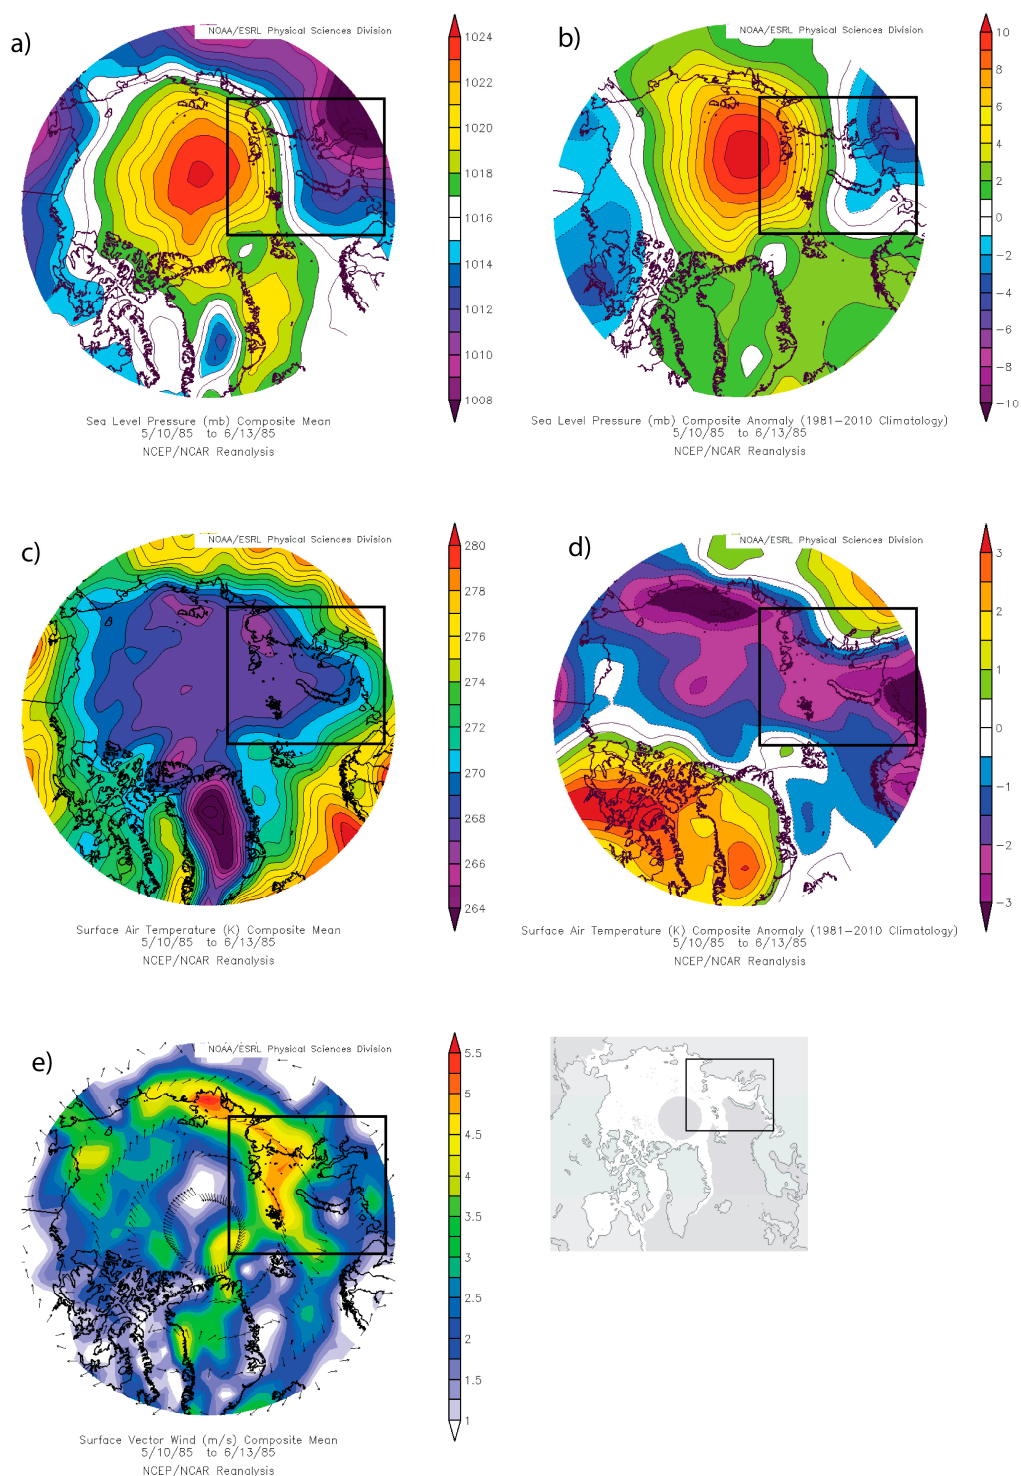 a)
NOAA/ESRL Physical Sciences Division
1024
1022
1020
1018
1016
1014
1012
1010
1008
Sea Level Pressure (mb) Composite Mean
5/10/85 to 6/13/85
NCEP/NCAR Reanalysis
b)
NOAA/ESRL Physical Sciences Division
10
8
6
4
2
0
-2
-4
-6
-8
-10
Sea Level Pressure (mb) Composite Anomaly (1981-2010 Climatology)
5/10/85 to 6/13/85
NCEP/NCAR Reanalysis
c)
NOAA/ESRL Physical Sciences Division
280
278
276
274
272
270
268
266
264
Surface Air Temperature (K) Composite Mean
5/10/85 to 6/13/85
NCEP/NCAR Reanalysis
d)
NOAA/ESRL Physical Sciences Division
3
2
1
0
-1
-2
-3
Surface Air Temperature (K) Composite Anomaly (1981-2010 Climatology)
5/10/85 to 6/13/85
NCEP/NCAR Reanalysis
e)
NOAA/ESRL Physical Sciences Division
5.5
5
4.5
4
3.5
3
2.5
2
1.5
1
Surface Vector Wind (m/s) Composite Mean
5/10/85 to 6/13/85
NCEP/NCAR Reanalysis